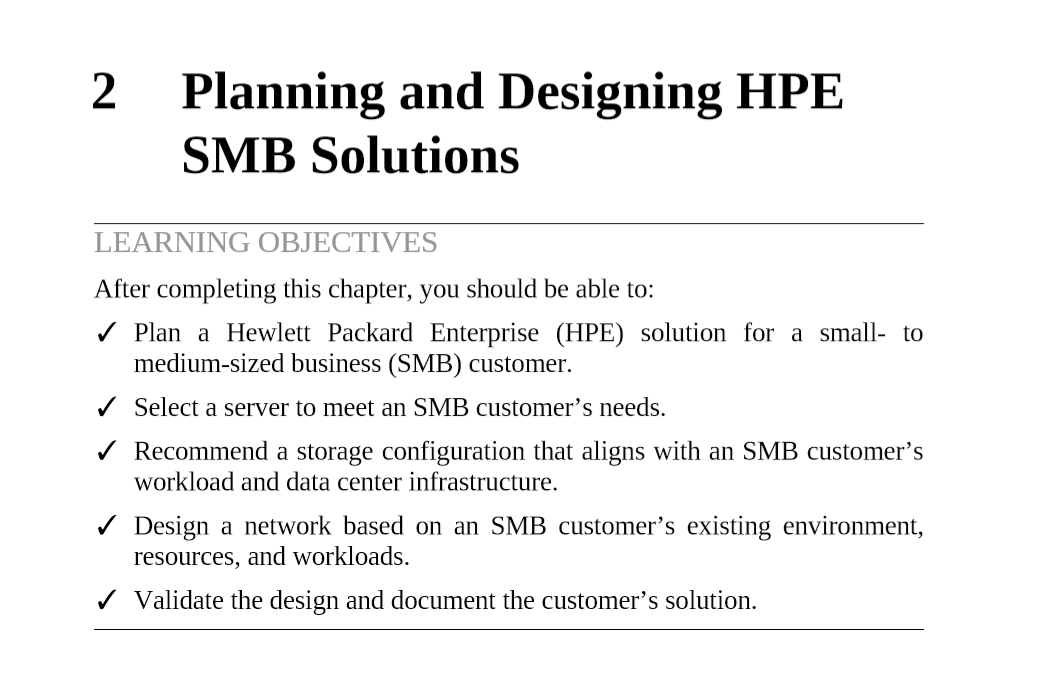 2 Planning and Designing HPE
SMB Solutions
LEARNING OBJECTIVES
After completing this chapter, you should be able to:
✓ Plan a Hewlett Packard Enterprise (HPE) solution for a small- to
medium-sized business (SMB) customer.
✓ Select a server to meet an SMB customer’s needs.
✓ Recommend a storage configuration that aligns with an SMB customer’s
workload and data center infrastructure.
✓ Design a network based on an SMB customer’s existing environment,
resources, and workloads.
✓ Validate the design and document the customer’s solution.